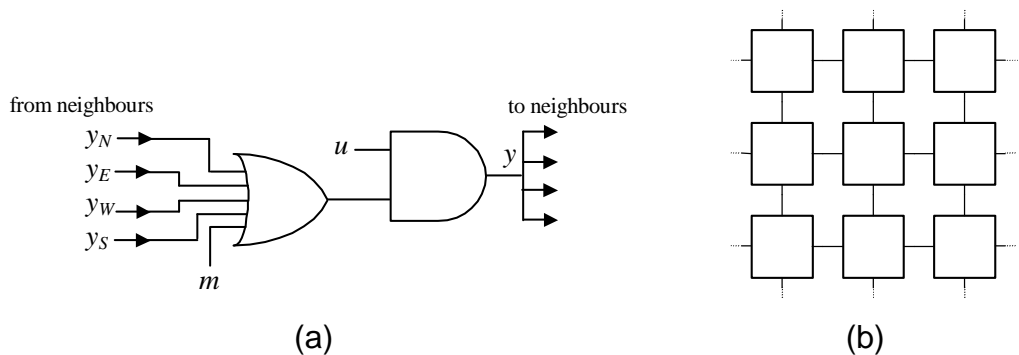 from neighbours
to neighbours
y_N
y_E
y_W
y_S
u
y
m
(a)
(b)